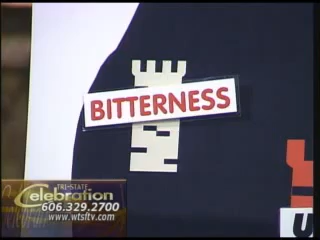 BITTERNESS
TRI-STATE
Celebration
606.329.2700
www.wtsftv.com